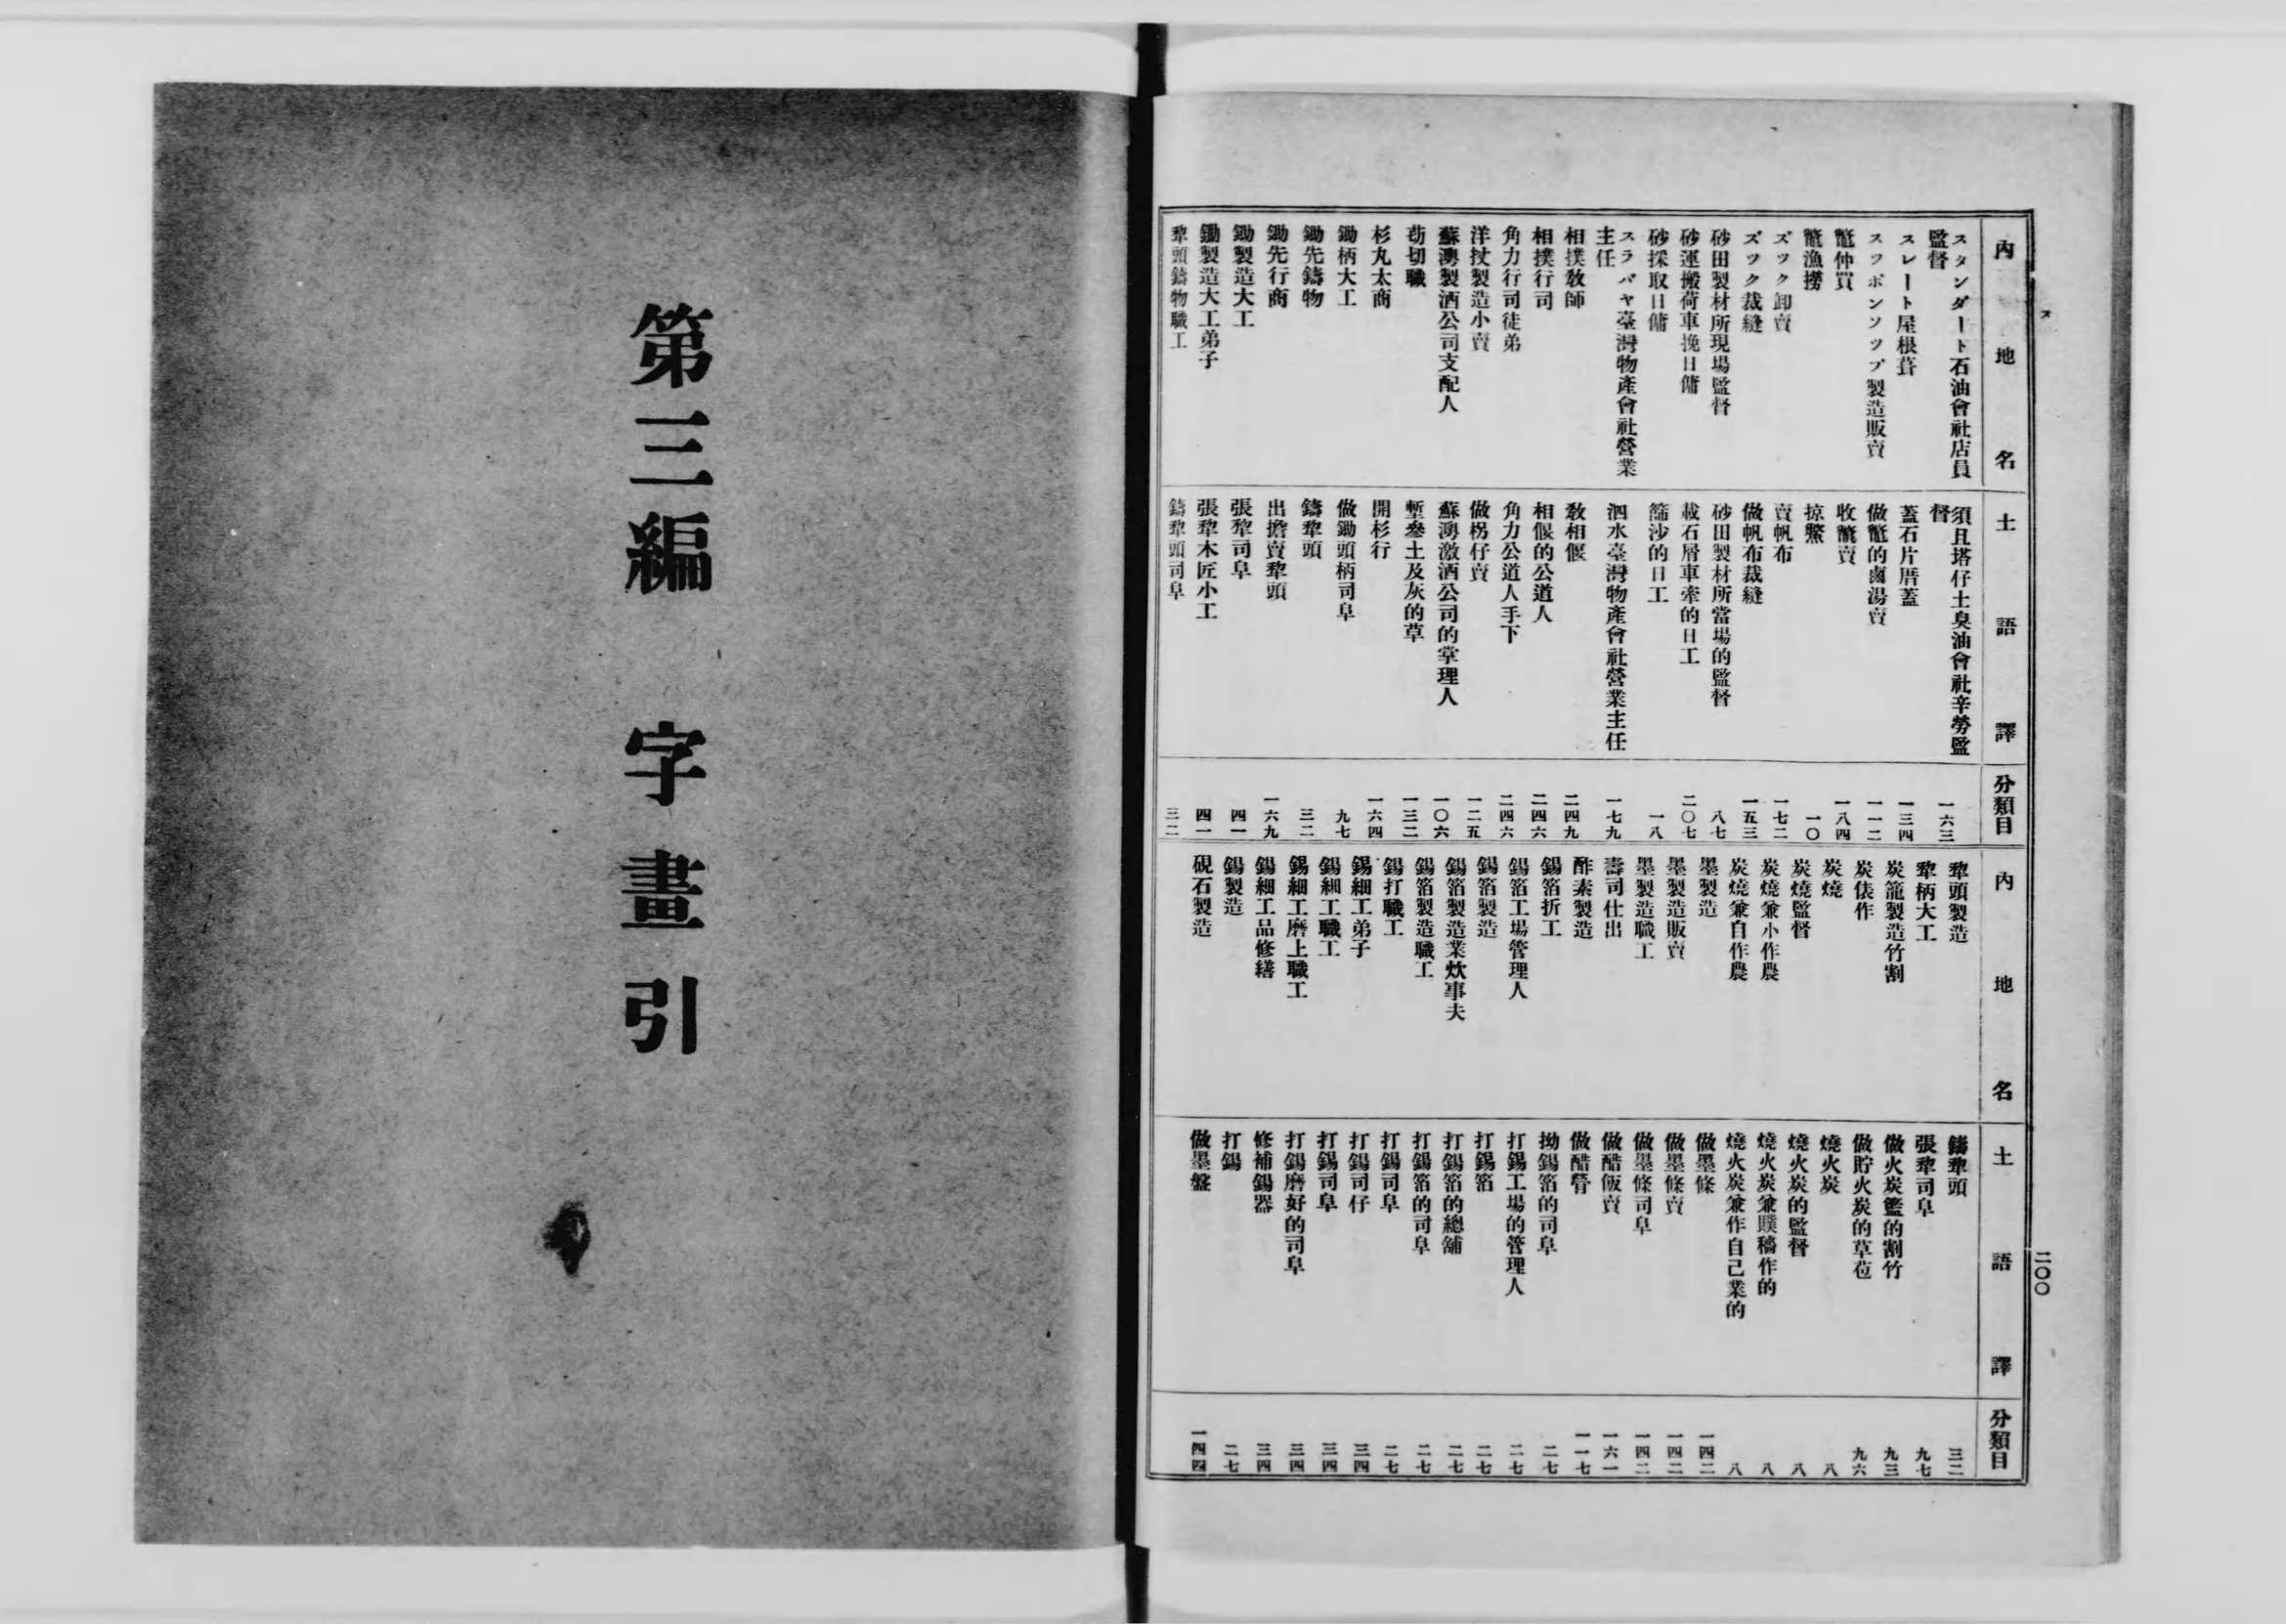 ス
二〇〇
内地名
土語譯
分類目
スタンダート石油會社店員監督
須且塔仔土臭油會社辛勞監督
一六三
スレート屋根葺
蓋石片厝蓋
一三四
スツポンソツプ製造販賣
做鼈的鹵湯賣
一一二
鼈仲買
收鼈賣
一八四
鼈漁撈
掠鱉
一〇
ズツク卸賣
賣帆布
一七二
ズツク裁縫
做帆布裁縫
一五三
砂田製材所現場監督
砂田製材所當場的監督
八七
砂運搬荷車挽日傭
載石屑車牽的日工
二〇七
砂採取日傭
篩沙的日工
一八
スラバヤ臺灣物產會社營業主任
泗水臺灣物產會社營業主任
一七九
相撲敎師
敎相偃
二四九
相撲行司
相偃的公道人
二四六
角力行司徒弟
角力公道人手下
二四六
洋杖製造小賣
做柺仔賣
一二五
蘇澳製酒公司支配人
蘇澳激酒公司的掌理人
一〇六
莇切職
塹參土及灰的草
一三二
杉丸太商
開杉行
一六四
鋤柄大工
做鋤頭柄司阜
九七
鋤先鑄物
鑄犂頭
三二
鋤先行商
出擔賣犂頭
一六九
鋤製造大工
張犂司阜
四一
鋤製造大工弟子
張犂木匠小工
四一
犂頭鑄物職工
鑄犂頭司阜
三二
内地名
土語譯
分類目
犂頭製造
鑄犂頭
三二
犂柄大工
張犂司阜
九七
炭籠製造竹割
做火炭籃的割竹
九三
炭俵作
做貯火炭的草苞
九六
炭燒
燒火炭
八
炭燒監督
燒火炭的監督
八
炭燒兼小作農
燒火炭兼贌穡作的
八
炭燒兼自作農
燒火炭兼作自己業的
八
墨製造
做墨條
一四二
墨製造販賣
做墨條賣
一四二
墨製造職工
做墨條司阜
一四二
壽司仕出
做醋飯賣
一六一
酢素製造
做醋膏
一一七
錫箔折工
拗錫箔的司阜
二七
錫箔工場管理人
打錫工場的管理人
二七
錫箔製造
打錫箔
二七
錫箔製造業炊事夫
打錫箔的總舖
二七
錫箔製造職工
打錫箔的司阜
二七
錫打職工
打錫司阜
二七
錫細工弟子
打錫司仔
三四
錫細工職工
打錫司阜
三四
錫細工磨上職工
打錫磨好的司阜
三四
錫細工品修繕
修補錫器
三四
錫製造
打錫
二七
硯石製造
做墨盤
一四四
第三編　字畫引